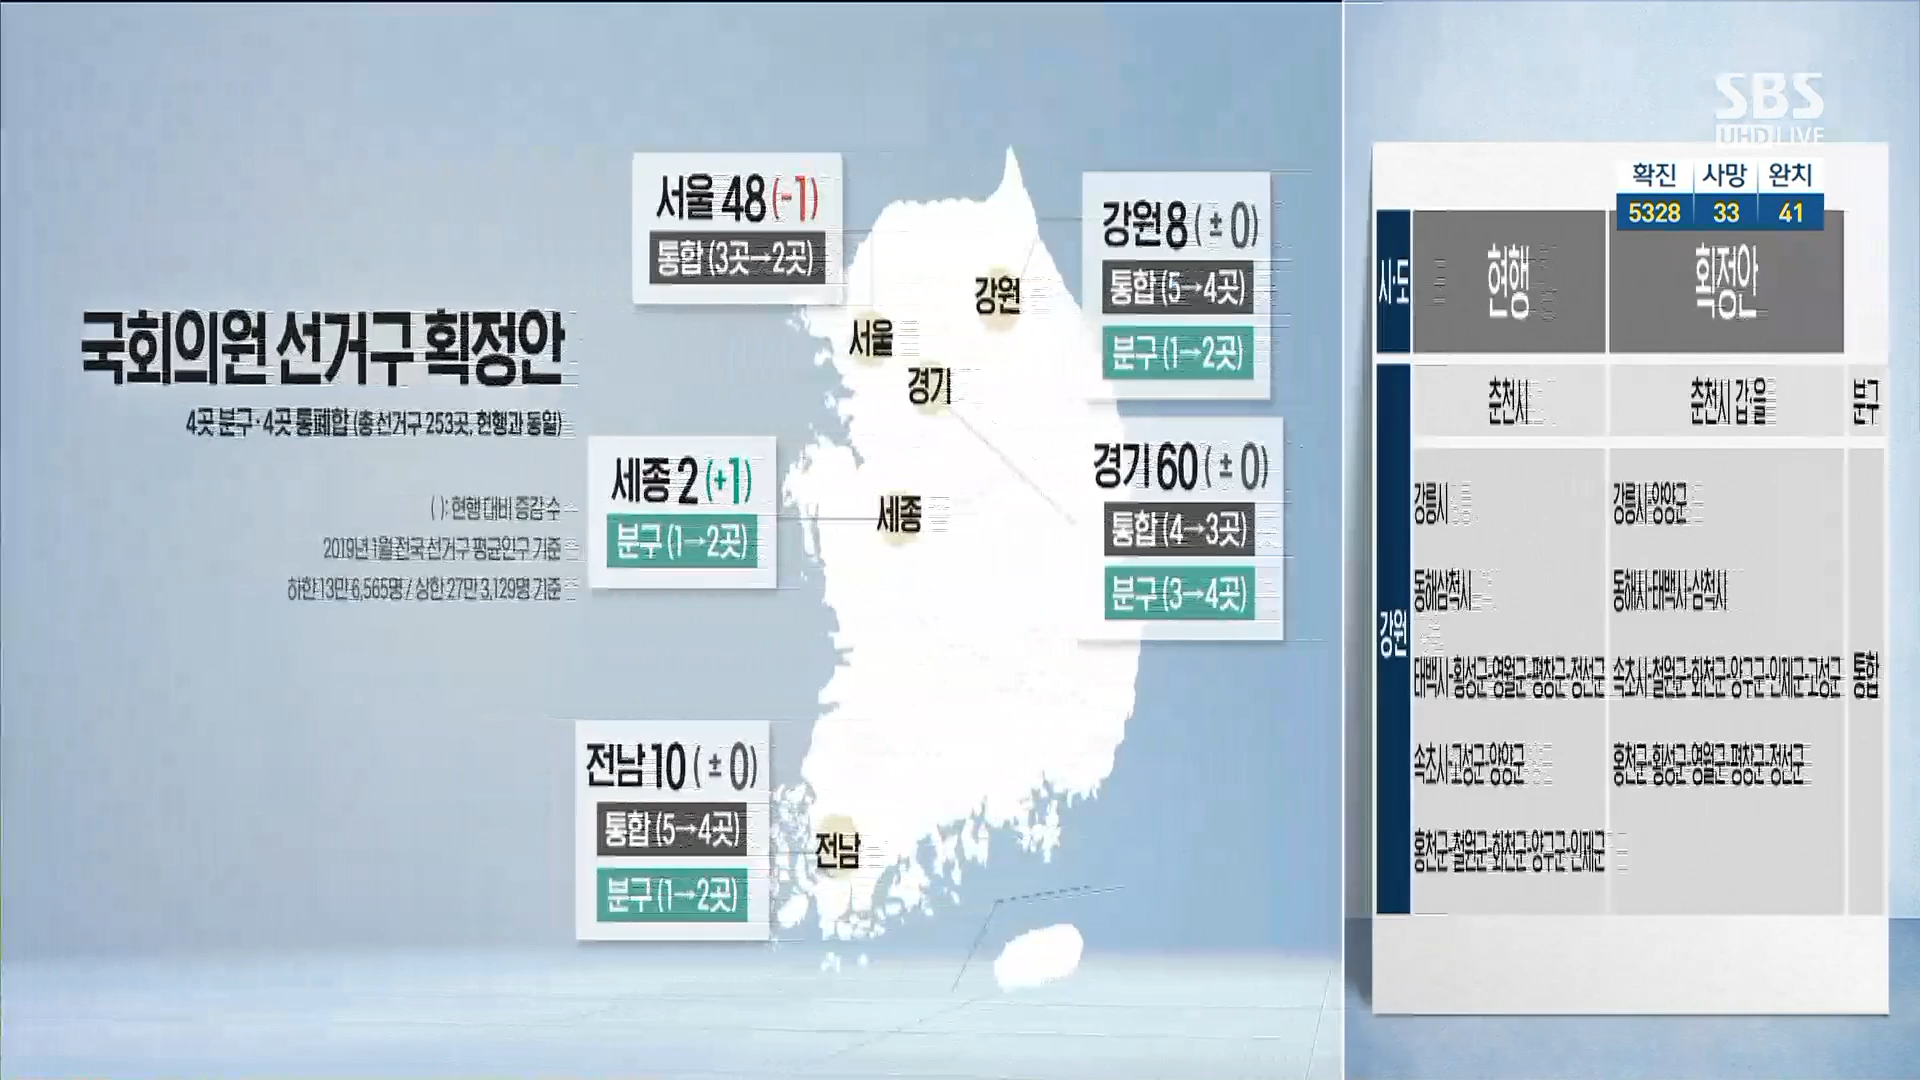 국회의원 선거구 획정안
4곳 분구·4곳 통폐합 (총 선거구 253곳, 현행과 동일)
( ): 현행 대비 증감 수
2019년 1월 전국 선거구 평균인구 기준
하한 13만 6,565명 / 상한 27만 3,129명 기준
서울 48 (-1)
통합 (3곳→2곳)
강원 8 (±0)
통합 (5→4곳)
분구 (1→2곳)
세종 2 (+1)
분구 (1→2곳)
경기 60 (±0)
통합 (4→3곳)
분구 (3→4곳)
전남 10 (±0)
통합 (5→4곳)
분구 (1→2곳)
강원
서울
경기
세종
전남
SBS
UHD LIVE
확진 사망 완치
5328 33 41
시·도 현행 획정안
강원
춘천시 춘천시 갑·을 분구
강릉시 강릉시-양양군
동해삼척시 동해시-태백시-삼척시
태백시-횡성군-영월군-평창군-정선군 속초시-철원군-화천군-양구군-인제군-고성군 통합
속초시-고성군-양양군 홍천군-횡성군-영월군-평창군-정선군
홍천군-철원군-화천군-양구군-인제군